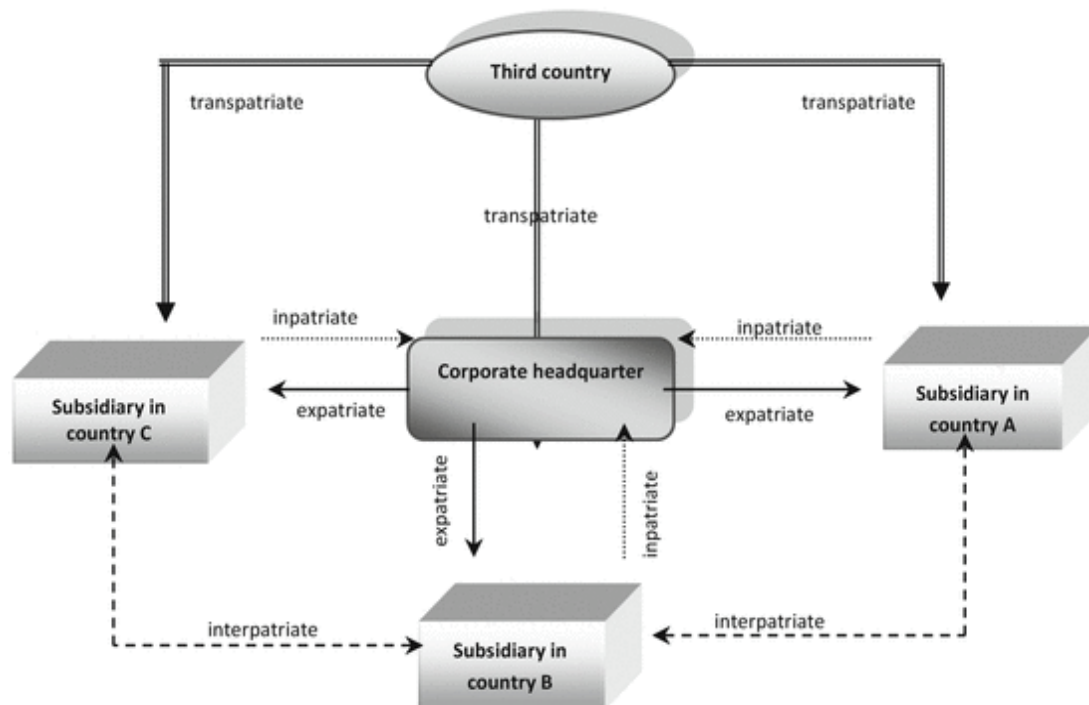 Third country
transpatriate
transpatriate
transpatriate
inpatriate
inpatriate
Corporate headquarter
Subsidiary in
country C
expatriate
expatriate
Subsidiary in
country A
expatriate
inpatriate
interpatriate
interpatriate
Subsidiary in
country B